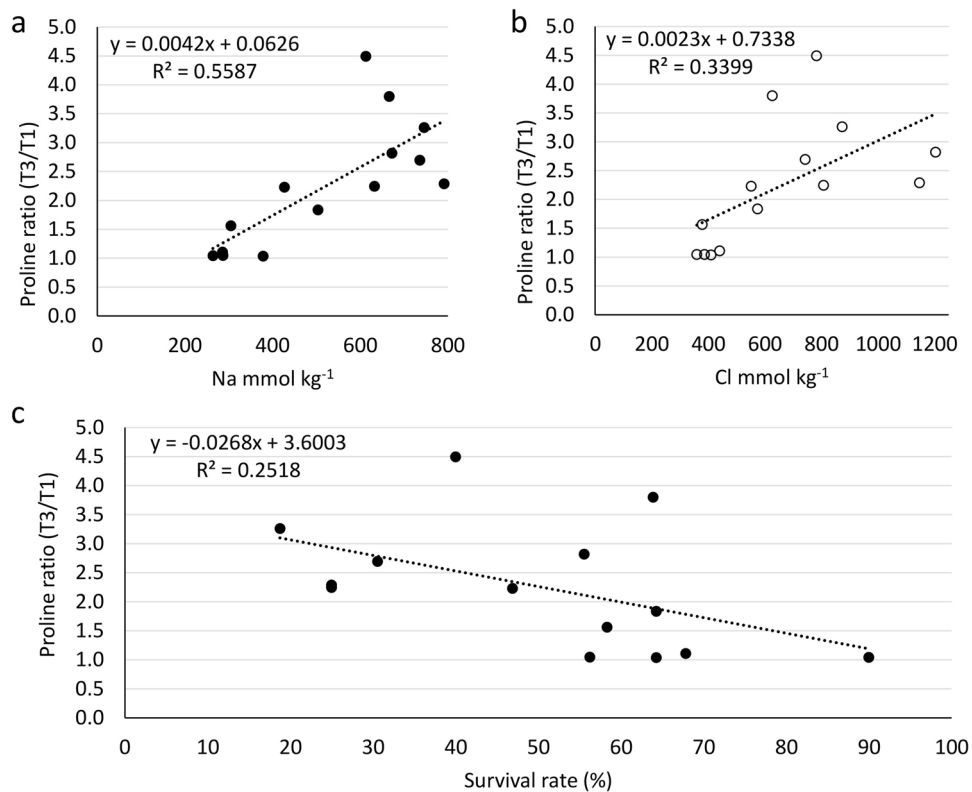 a
y = 0.0042x + 0.0626
R² = 0.5587
Proline ratio (T3/T1)
5.0
4.5
4.0
3.5
3.0
2.5
2.0
1.5
1.0
0.5
0.0
0 200 400 600 800
Na mmol kg⁻¹
b
y = 0.0023x + 0.7338
R² = 0.3399
Proline ratio (T3/T1)
5.0
4.5
4.0
3.5
3.0
2.5
2.0
1.5
1.0
0.5
0.0
0 200 400 600 800 1000 1200
Cl mmol kg⁻¹
c
y = -0.0268x + 3.6003
R² = 0.2518
Proline ratio (T3/T1)
5.0
4.5
4.0
3.5
3.0
2.5
2.0
1.5
1.0
0.5
0.0
0 10 20 30 40 50 60 70 80 90 100
Survival rate (%)